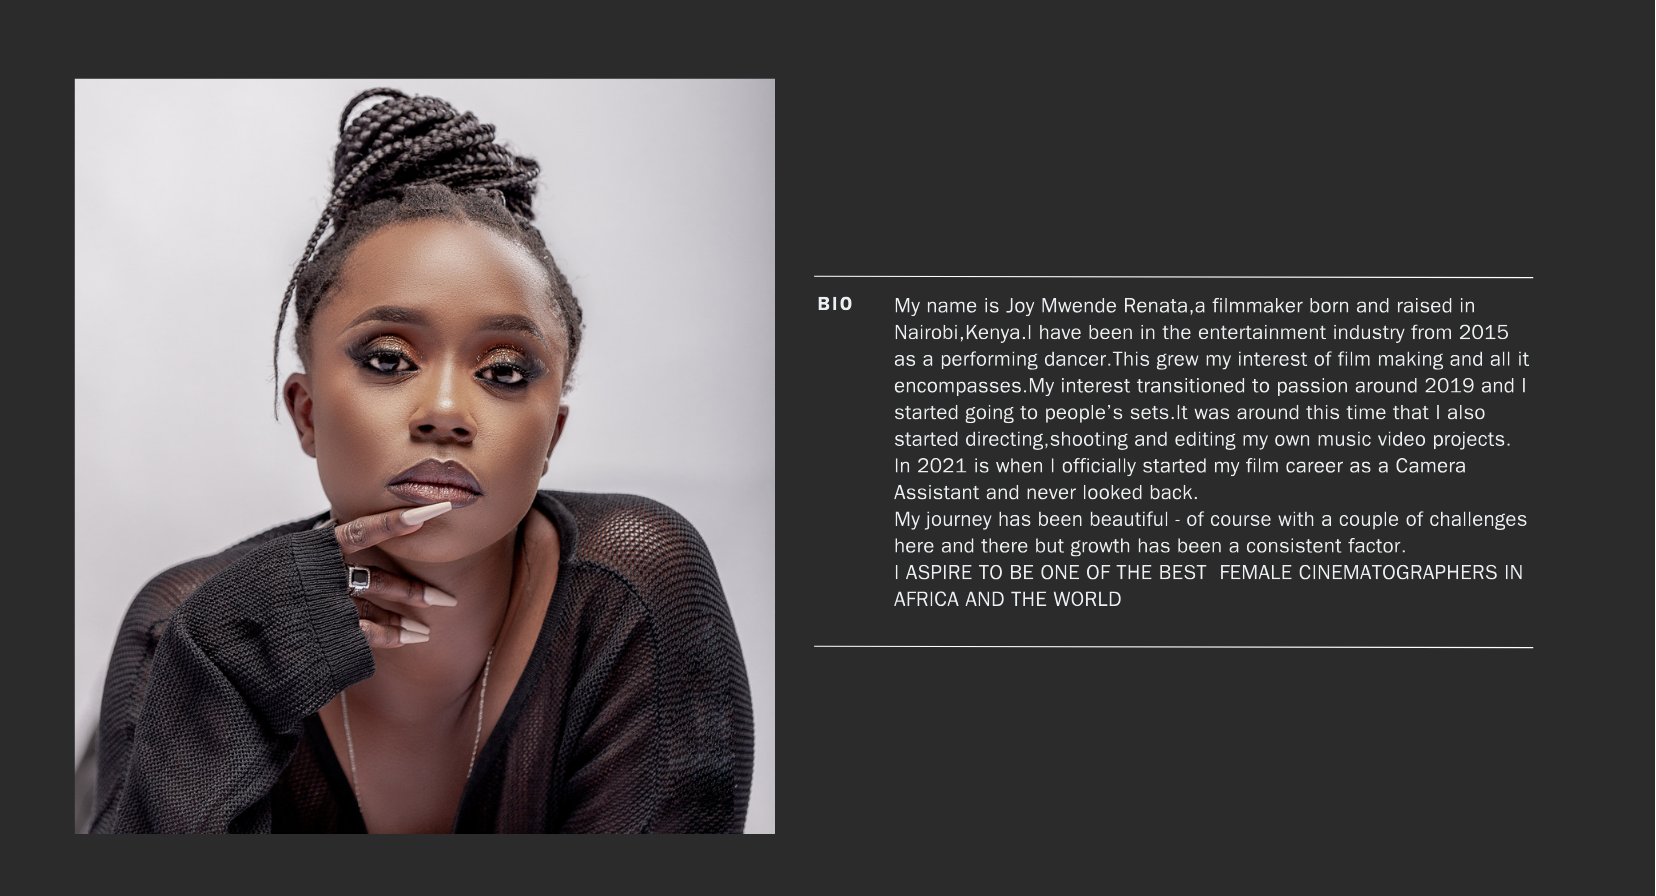 BIO
My name is Joy Mwende Renata,a filmmaker born and raised in
Nairobi,Kenya.I have been in the entertainment industry from 2015
as a performing dancer.This grew my interest of film making and all it
encompasses.My interest transitioned to passion around 2019 and I
started going to people’s sets.It was around this time that I also
started directing,shooting and editing my own music video projects.
In 2021 is when I officially started my film career as a Camera
Assistant and never looked back.
My journey has been beautiful - of course with a couple of challenges
here and there but growth has been a consistent factor.
I ASPIRE TO BE ONE OF THE BEST  FEMALE CINEMATOGRAPHERS IN
AFRICA AND THE WORLD